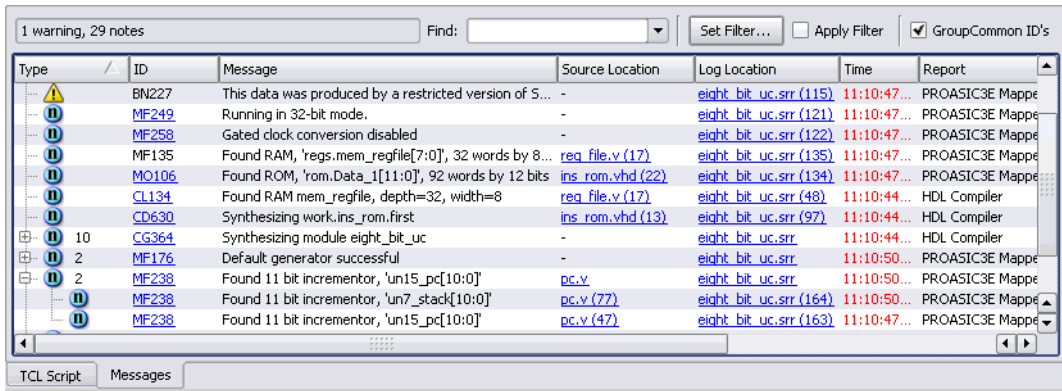 1 warning, 29 notes Find: Set Filter... Apply Filter GroupCommon ID's
Type ID Message Source Location Log Location Time Report
BN227 This data was produced by a restricted version of S... - eight_bit_uc.srr (115) 11:10:47... PROASIC3E Mappe
n MF249 Running in 32-bit mode. - eight_bit_uc.srr (121) 11:10:47... PROASIC3E Mappe
n MF258 Gated clock conversion disabled - eight_bit_uc.srr (122) 11:10:47... PROASIC3E Mappe
n MF135 Found RAM, 'regs.mem_regfile[7:0]', 32 words by 8... reg_file.v (17) eight_bit_uc.srr (135) 11:10:47... PROASIC3E Mappe
n MO106 Found ROM, 'rom.Data_1[11:0]', 92 words by 12 bits ins_rom.vhd (22) eight_bit_uc.srr (134) 11:10:47... PROASIC3E Mappe
n CL134 Found RAM mem_regfile, depth=32, width=8 reg_file.v (17) eight_bit_uc.srr (48) 11:10:44... HDL Compiler
n CD630 Synthesizing work.ins_rom.first ins_rom.vhd (13) eight_bit_uc.srr (97) 11:10:44... HDL Compiler
n 10 CG364 Synthesizing module eight_bit_uc - eight_bit_uc.srr 11:10:44... HDL Compiler
n 2 MF176 Default generator successful - eight_bit_uc.srr 11:10:50... PROASIC3E Mappe
n 2 MF238 Found 11 bit incrementor, 'un15_pc[10:0]' pc.v eight_bit_uc.srr 11:10:50... PROASIC3E Mappe
n MF238 Found 11 bit incrementor, 'un7_stack[10:0]' pc.v (77) eight_bit_uc.srr (164) 11:10:50... PROASIC3E Mappe
n MF238 Found 11 bit incrementor, 'un15_pc[10:0]' pc.v (47) eight_bit_uc.srr (163) 11:10:47... PROASIC3E Mappe
TCL Script Messages